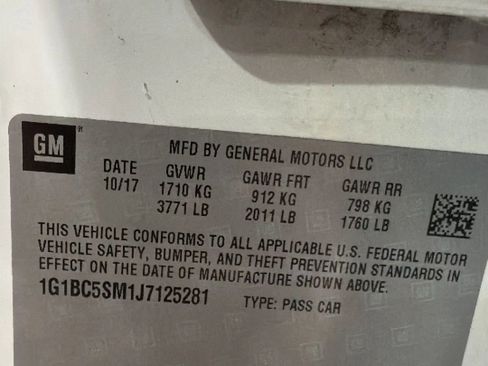 GM ®
MFD BY GENERAL MOTORS LLC
DATE GVWR GAWR FRT GAWR RR
10/17 1710 KG 912 KG 798 KG
3771 LB 2011 LB 1760 LB
THIS VEHICLE CONFORMS TO ALL APPLICABLE U.S. FEDERAL MOTOR
VEHICLE SAFETY, BUMPER, AND THEFT PREVENTION STANDARDS IN
EFFECT ON THE DATE OF MANUFACTURE SHOWN ABOVE.
1G1BC5SM1J7125281 TYPE: PASS CAR